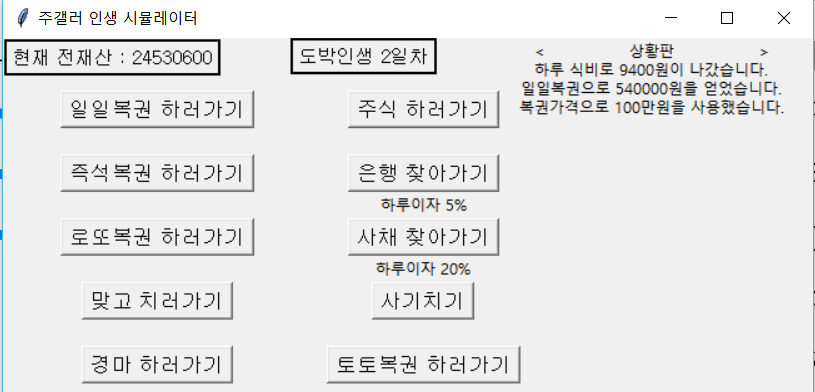 주갤러 인생 시뮬레이터
현재 전재산 : 24530600
도박인생 2일차
< 상황판 >
하루 식비로 9400원이 나갔습니다.
일일복권으로 540000원을 얻었습니다.
복권가격으로 100만원을 사용했습니다.
일일복권 하러가기
주식 하러가기
즉석복권 하러가기
은행 찾아가기
하루이자 5%
로또복권 하러가기
사채 찾아가기
하루이자 20%
맞고 치러가기
사기치기
경마 하러가기
토토복권 하러가기